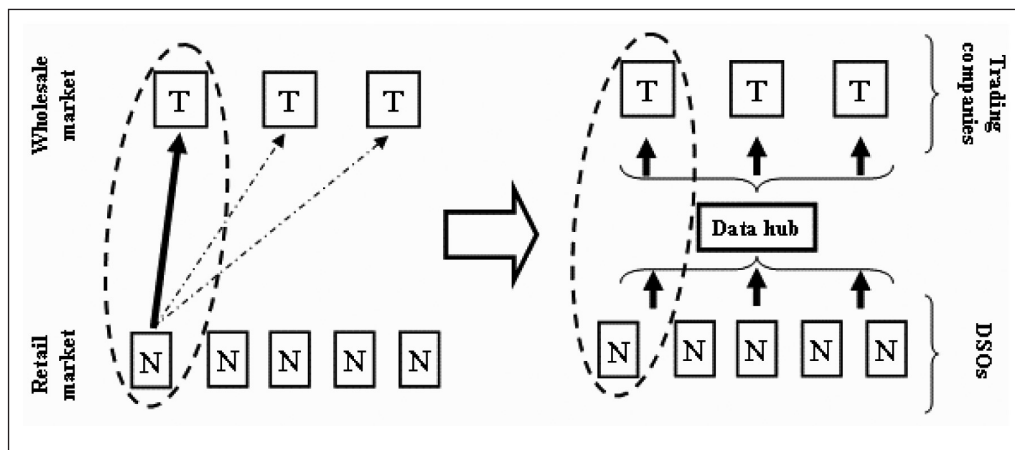 Wholesale
market
T T T
Retail
market
N N N N N
T T T
Trading
companies
Data hub
N N N N N
DSOs